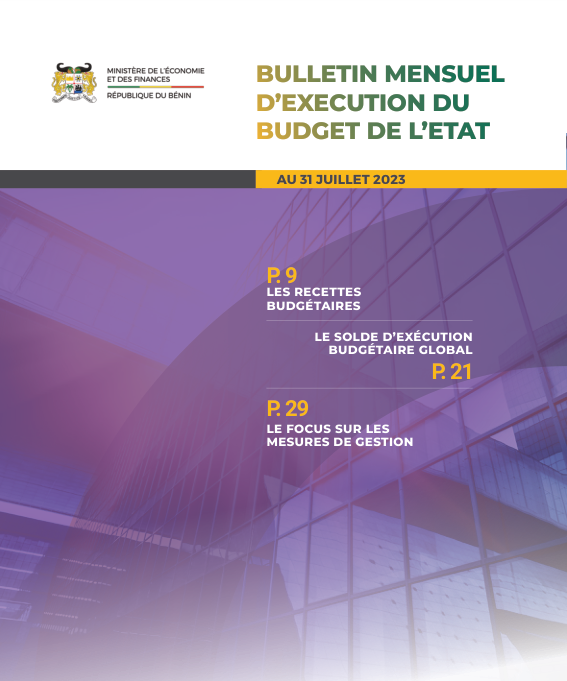 MINISTÈRE DE L'ÉCONOMIE
ET DES FINANCES
RÉPUBLIQUE DU BÉNIN
BULLETIN MENSUEL
D'EXECUTION DU
BUDGET DE L'ETAT
AU 31 JUILLET 2023
P. 9
LES RECETTES
BUDGÉTAIRES
LE SOLDE D'EXÉCUTION
BUDGÉTAIRE GLOBAL
P. 21
P. 29
LE FOCUS SUR LES
MESURES DE GESTION